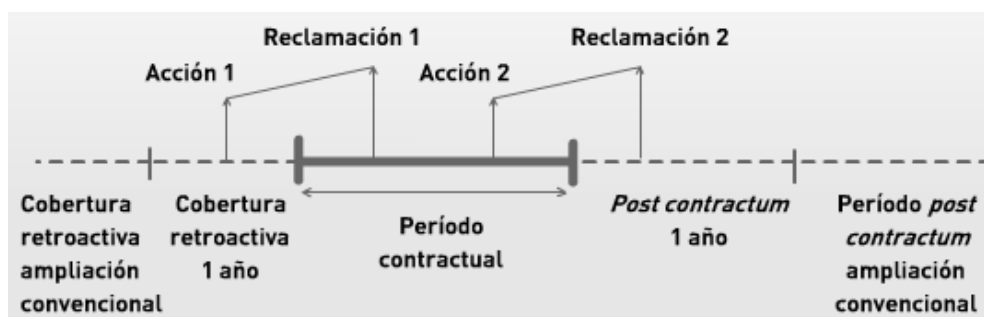 Reclamación 1
Reclamación 2
Acción 1
Acción 2
Cobertura
retroactiva
ampliación
convencional
Cobertura
retroactiva
1 año
Período
contractual
Post contractum
1 año
Período post
contractum
ampliación
convencional